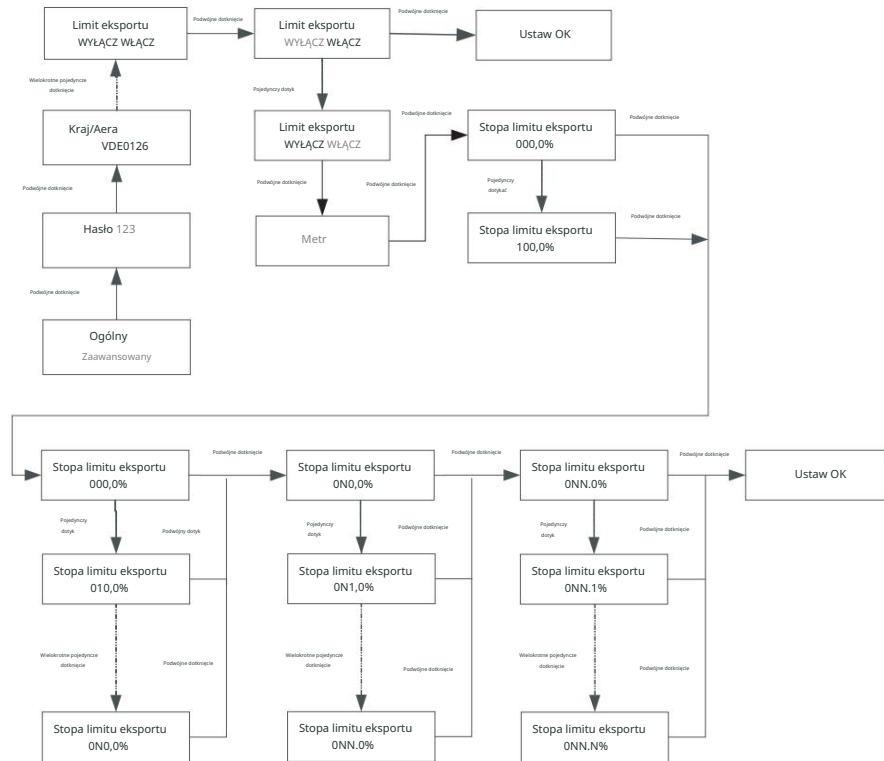 Limit eksportu
WYŁĄCZ WŁĄCZ
Podwójne dotknięcie
Limit eksportu
WYŁĄCZ WŁĄCZ
Podwójne dotknięcie
Ustaw OK
Wielokrotne pojedyncze
dotknięcie
Pojedynczy dotyk
Kraj/Aera
VDE0126
Limit eksportu
WYŁĄCZ WŁĄCZ
Podwójne dotknięcie
Stopa limitu eksportu
000,0%
Podwójne dotknięcie
Podwójne dotknięcie
Podwójne dotknięcie
Podwójne dotknięcie
Pojedynczy
dotykać
Hasło 123
Metr
Stopa limitu eksportu
100,0%
Podwójne dotknięcie
Podwójne dotknięcie
Ogólny
Zaawansowany
Stopa limitu eksportu
000,0%
Podwójne dotknięcie
Stopa limitu eksportu
0N0,0%
Podwójne dotknięcie
Stopa limitu eksportu
0NN.0%
Podwójne dotknięcie
Ustaw OK
Pojedynczy
dotyk
Podwójny dotyk
Pojedynczy
dotyk
Podwójne dotknięcie
Pojedynczy
dotyk
Podwójne dotknięcie
Stopa limitu eksportu
010,0%
Stopa limitu eksportu
0N1,0%
Stopa limitu eksportu
0NN.1%
Wielokrotne pojedyncze
dotknięcie
Podwójne dotknięcie
Wielokrotne pojedyncze
dotknięcie
Podwójne dotknięcie
Wielokrotne pojedyncze
dotknięcie
Podwójne dotknięcie
Stopa limitu eksportu
0N0,0%
Stopa limitu eksportu
0NN.0%
Stopa limitu eksportu
0NN.N%